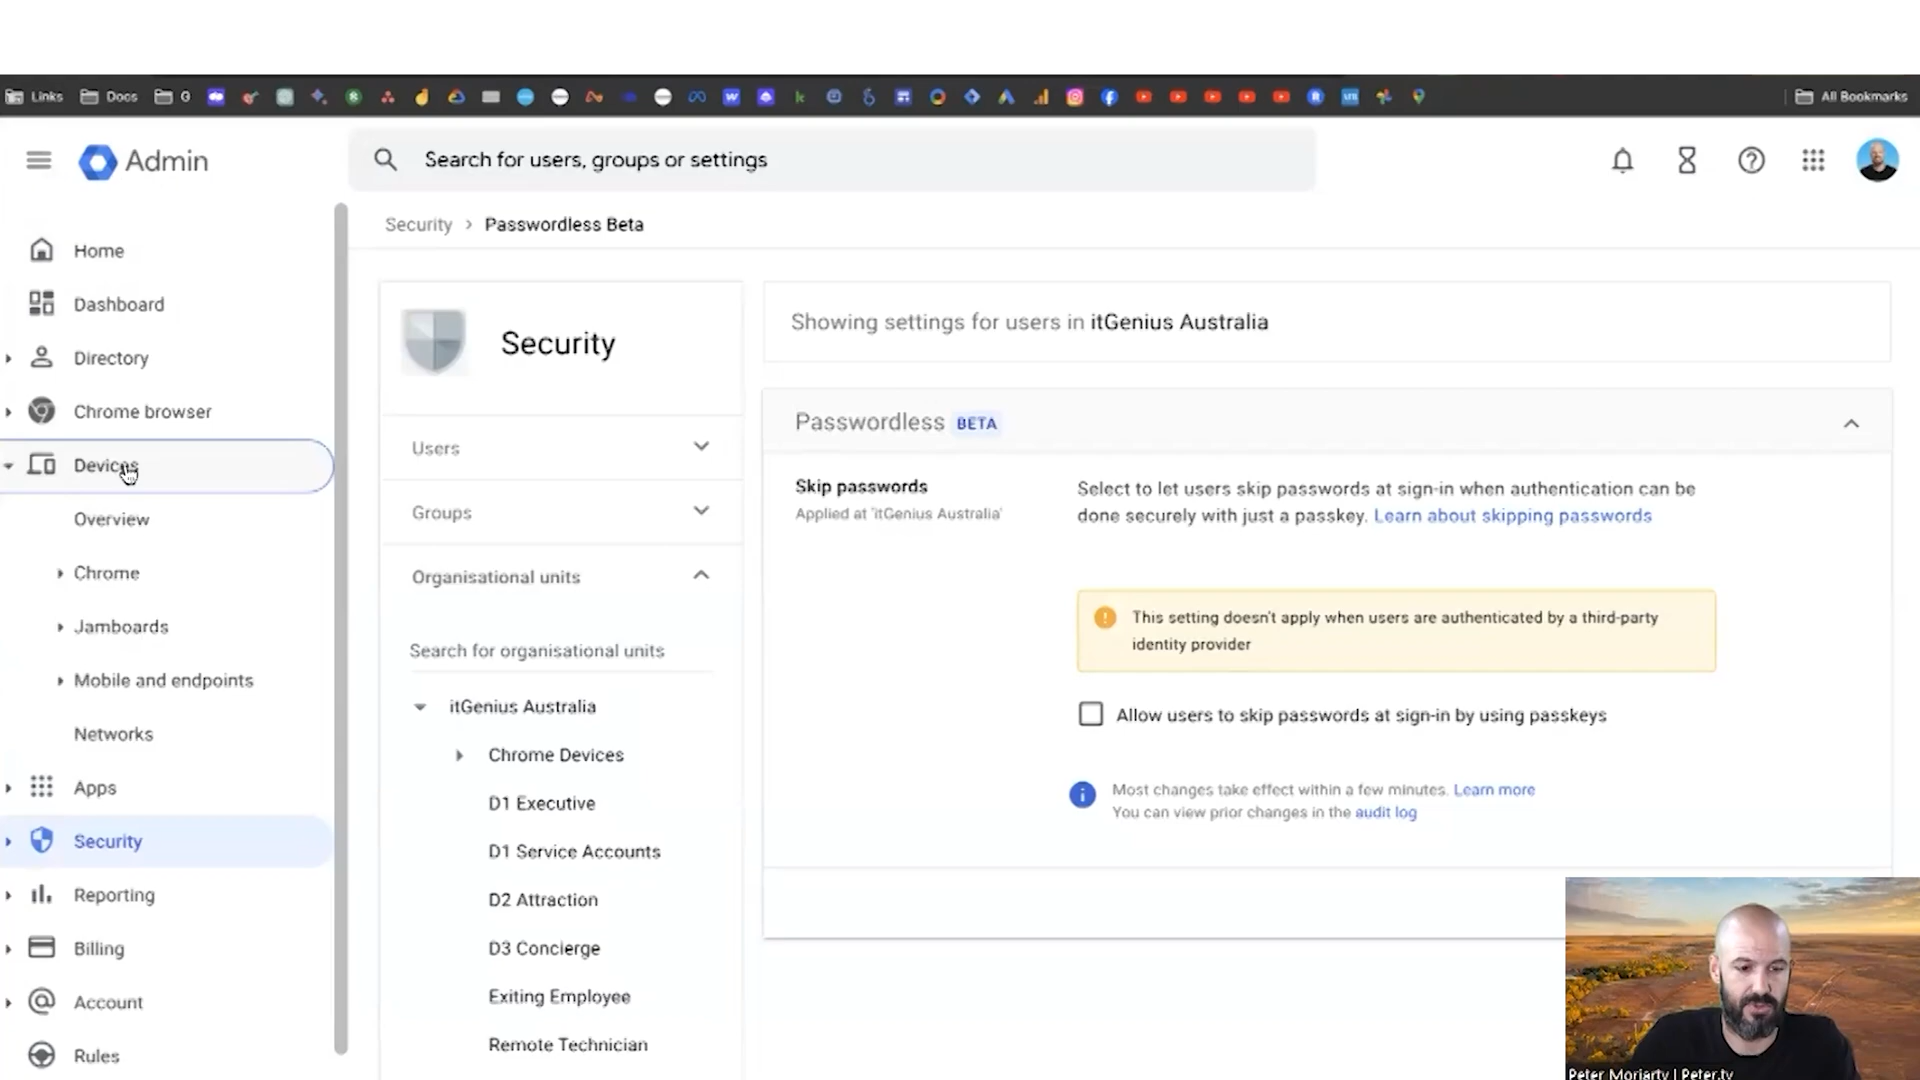 Links
Docs
G
All Bookmarks
Admin
Search for users, groups or settings
Security › Passwordless Beta
Home
Dashboard
Directory
Chrome browser
Devices
Overview
Chrome
Jamboards
Mobile and endpoints
Networks
Apps
Security
Reporting
Billing
Account
Rules
Security
Users
Groups
Organisational units
Search for organisational units
itGenius Australia
Chrome Devices
D1 Executive
D1 Service Accounts
D2 Attraction
D3 Concierge
Exiting Employee
Remote Technician
Showing settings for users in itGenius Australia
Passwordless BETA
Skip passwords
Applied at 'itGenius Australia'
Select to let users skip passwords at sign-in when authentication can be
done securely with just a passkey. Learn about skipping passwords
This setting doesn't apply when users are authenticated by a third-party
identity provider
Allow users to skip passwords at sign-in by using passkeys
Most changes take effect within a few minutes. Learn more
You can view prior changes in the audit log
Peter Moriarty | Peter.tv